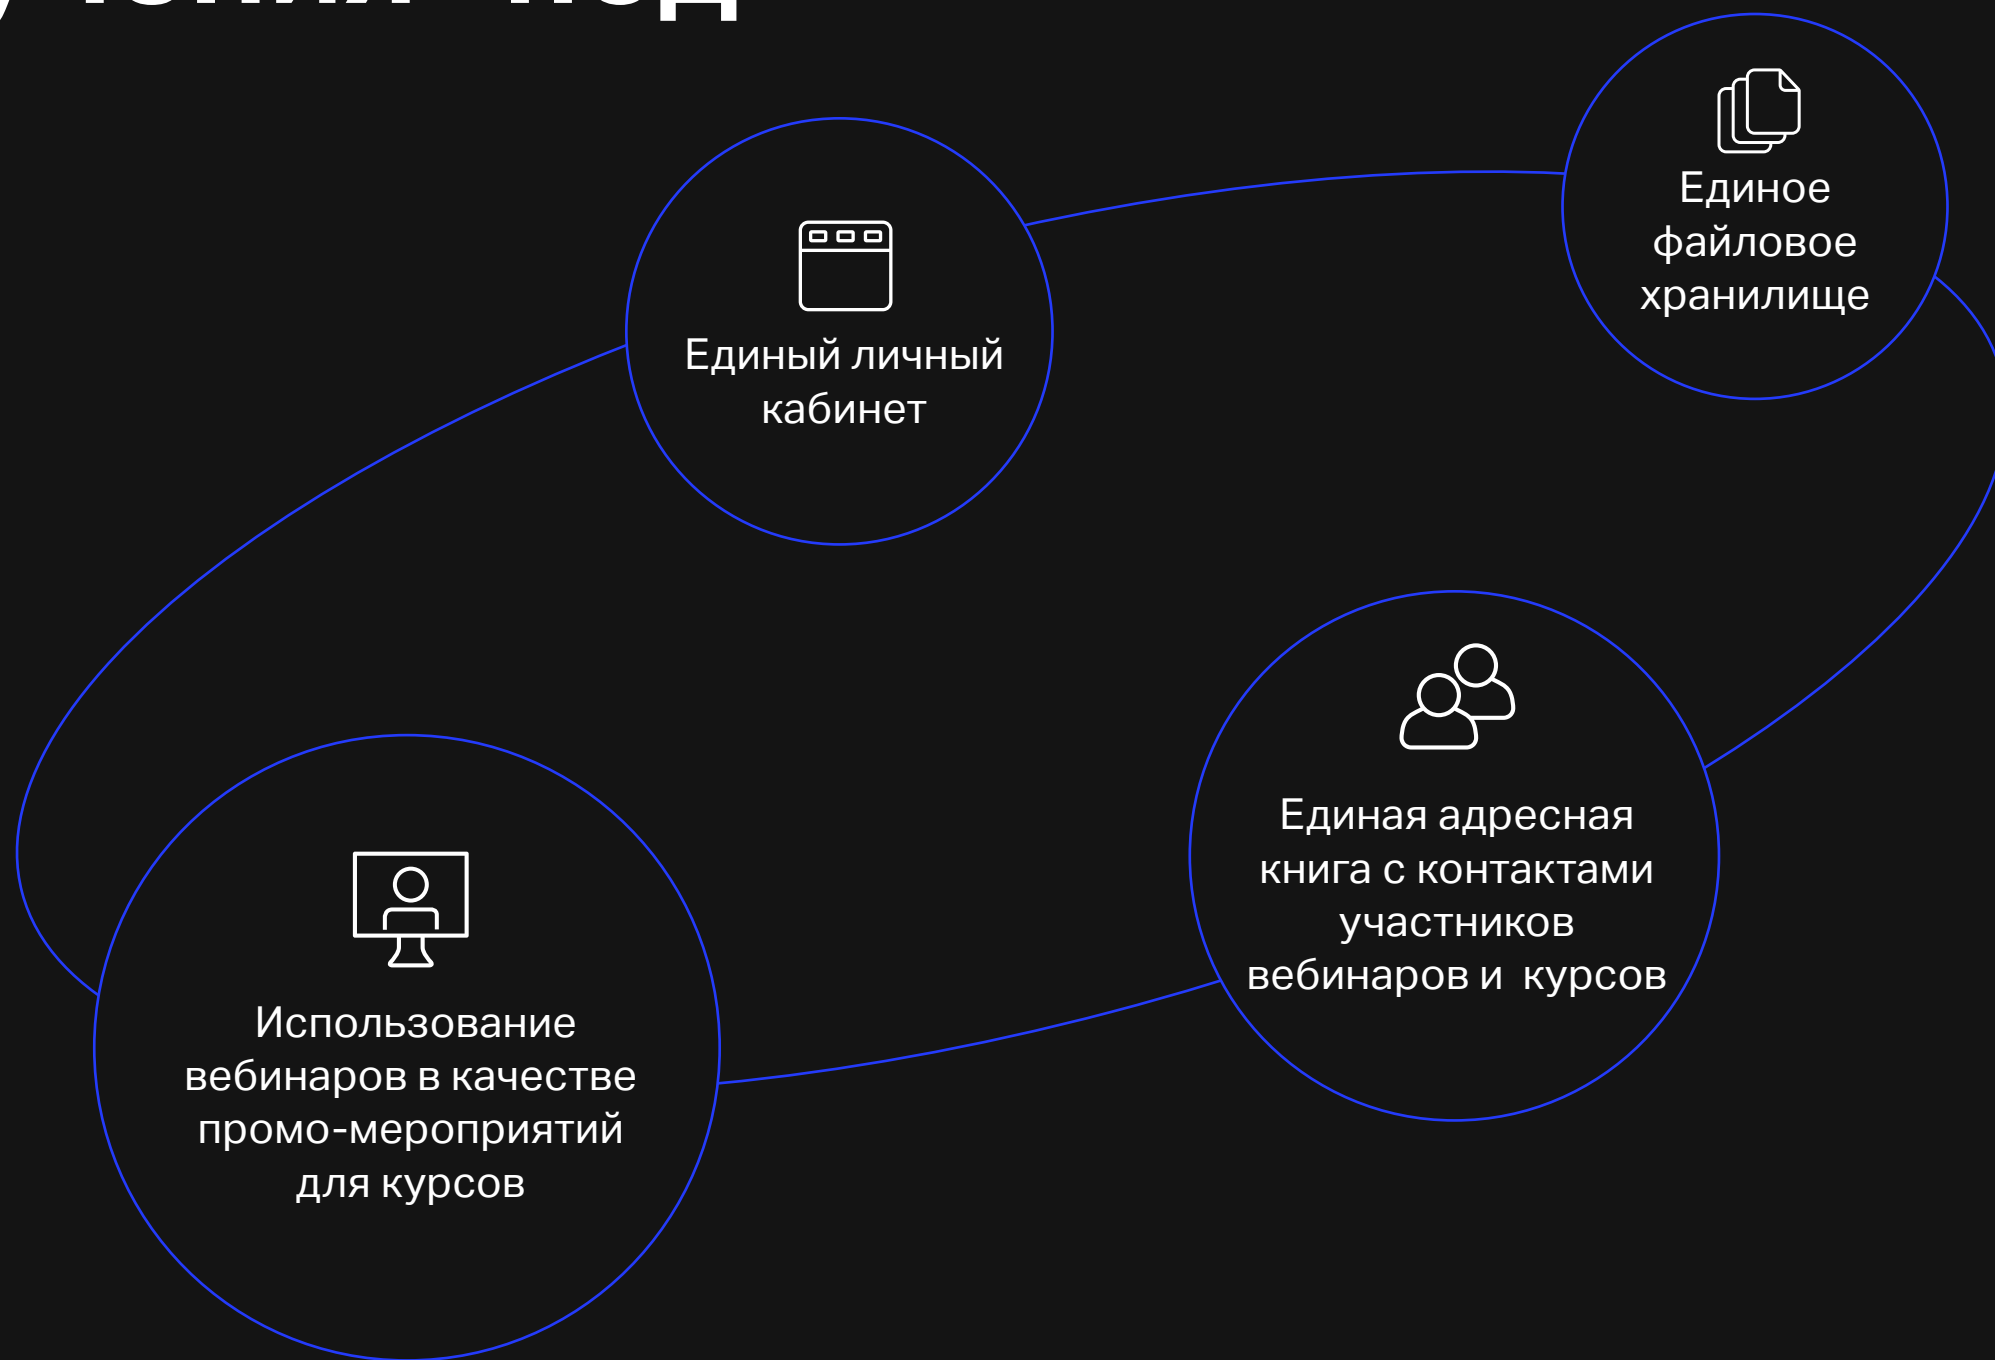 Единое
файловое
хранилище
Единый личный
кабинет
Единая адресная
книга с контактами
участников
вебинаров и курсов
Использование
вебинаров в качестве
промо-мероприятий
для курсов